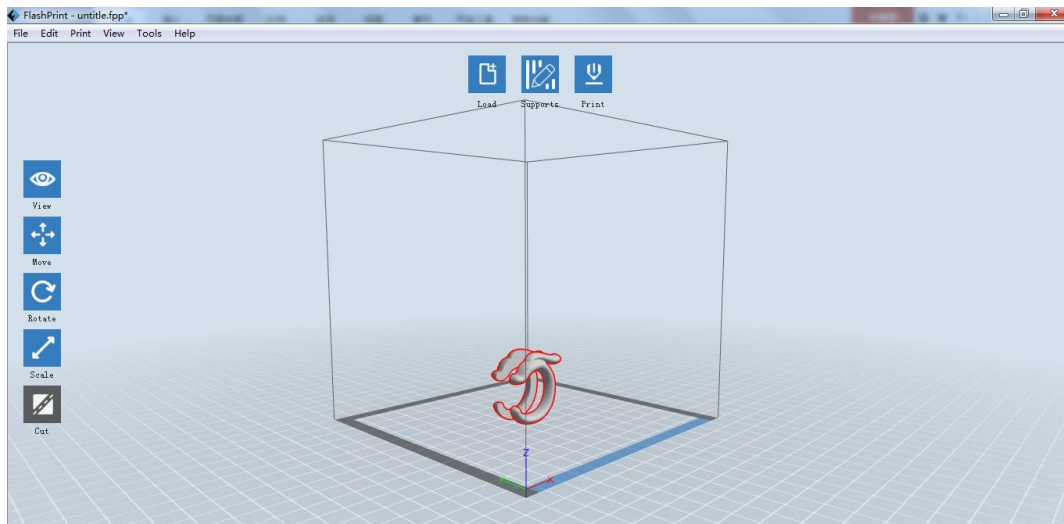 FlashPrint - untitle.fpp*
File Edit Print View Tools Help
Load Supports Print
View
Move
Rotate
Scale
Cut
Z
X